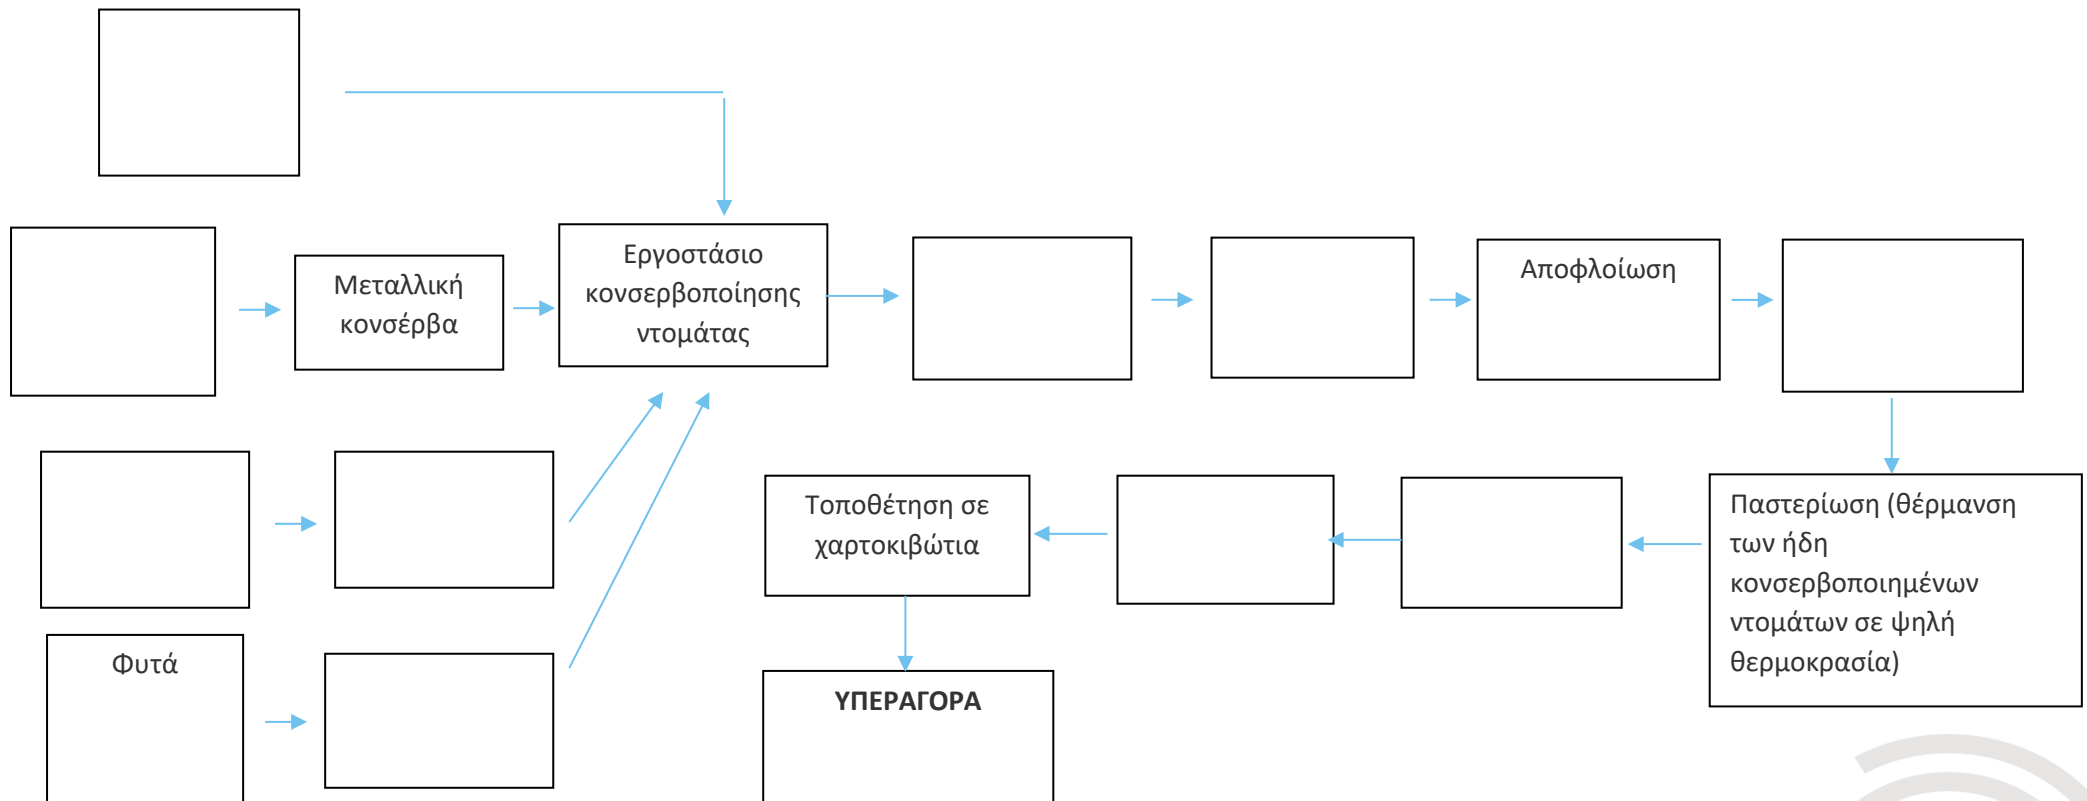 Μεταλλική
κονσέρβα
Εργοστάσιο
κονσερβοποίησης
ντομάτας
Αποφλοίωση
Τοποθέτηση σε
χαρτοκιβώτια
Παστερίωση (θέρμανση
των ήδη
κονσερβοποιημένων
ντομάτων σε ψηλή
θερμοκρασία)
Φυτά
ΥΠΕΡΑΓΟΡΑ